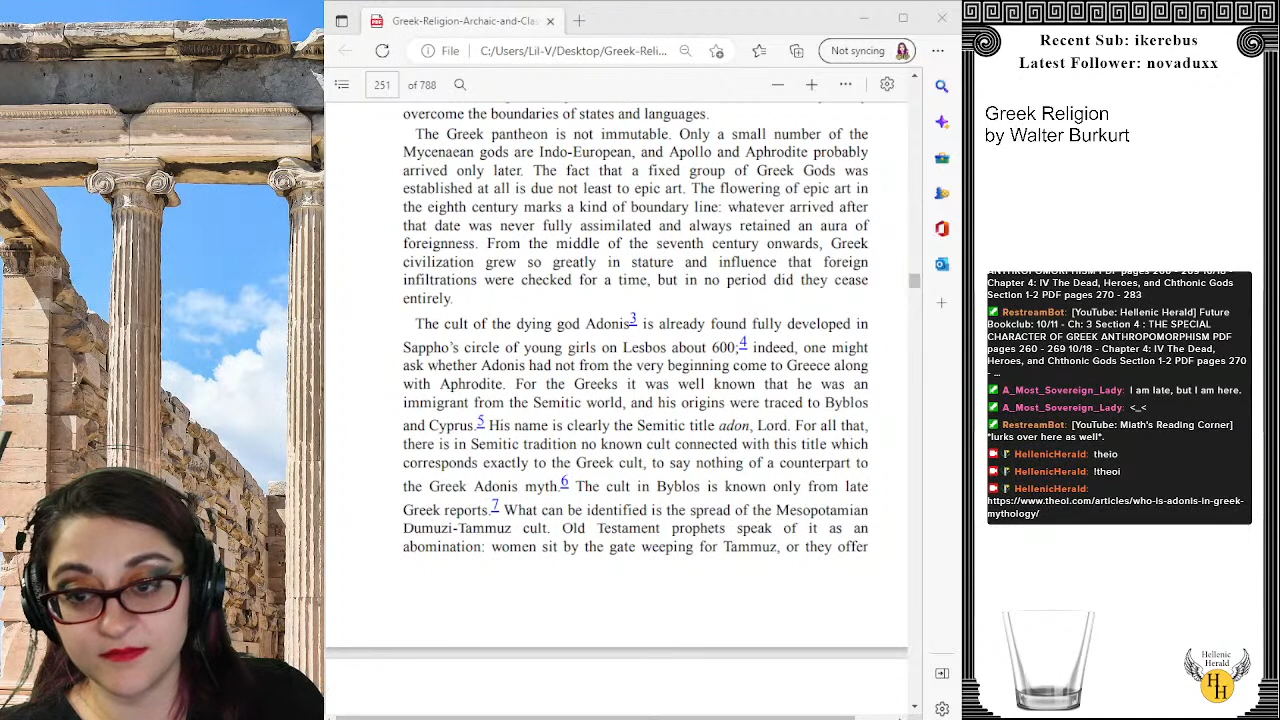 Greek-Religion-Archaic-and-Cla
File
C:/Users/Lil-V/Desktop/Greek-Reli...
Not syncing
251 of 788
overcome the boundaries of states and languages.
The Greek pantheon is not immutable. Only a small number of the
Mycenaean gods are Indo-European, and Apollo and Aphrodite probably
arrived only later. The fact that a fixed group of Greek Gods was
established at all is due not least to epic art. The flowering of epic art in
the eighth century marks a kind of boundary line: whatever arrived after
that date was never fully assimilated and always retained an aura of
foreignness. From the middle of the seventh century onwards, Greek
civilization grew so greatly in stature and influence that foreign
infiltrations were checked for a time, but in no period did they cease
entirely.
The cult of the dying god Adonis3 is already found fully developed in
Sappho's circle of young girls on Lesbos about 600;4 indeed, one might
ask whether Adonis had not from the very beginning come to Greece along
with Aphrodite. For the Greeks it was well known that he was an
immigrant from the Semitic world, and his origins were traced to Byblos
and Cyprus.5 His name is clearly the Semitic title adon, Lord. For all that,
there is in Semitic tradition no known cult connected with this title which
corresponds exactly to the Greek cult, to say nothing of a counterpart to
the Greek Adonis myth.6 The cult in Byblos is known only from late
Greek reports.7 What can be identified is the spread of the Mesopotamian
Dumuzi-Tammuz cult. Old Testament prophets speak of it as an
abomination: women sit by the gate weeping for Tammuz, or they offer
Recent Sub: ikerebus
Latest Follower: novaduxx
Greek Religion
by Walter Burkurt
ANTHROPOMORPHISM PDF pages 260 - 269 10/18 -
Chapter 4: IV The Dead, Heroes, and Chthonic Gods
Section 1-2 PDF pages 270 - 283
RestreamBot: [YouTube: Hellenic Herald] Future
Bookclub: 10/11 - Ch: 3 Section 4 : THE SPECIAL
CHARACTER OF GREEK ANTHROPOMORPHISM PDF
pages 260 - 269 10/18 - Chapter 4: IV The Dead,
Heroes, and Chthonic Gods Section 1-2 PDF pages 270
- ...
A_Most_Sovereign_Lady: I am late, but I am here.
A_Most_Sovereign_Lady: <_<
RestreamBot: [YouTube: Miath's Reading Corner]
*lurks over here as well*.
HellenicHerald: theio
HellenicHerald: !theoi
HellenicHerald:
https://www.theoi.com/articles/who-is-adonis-in-greek-
mythology/
Hellenic
Herald
HH